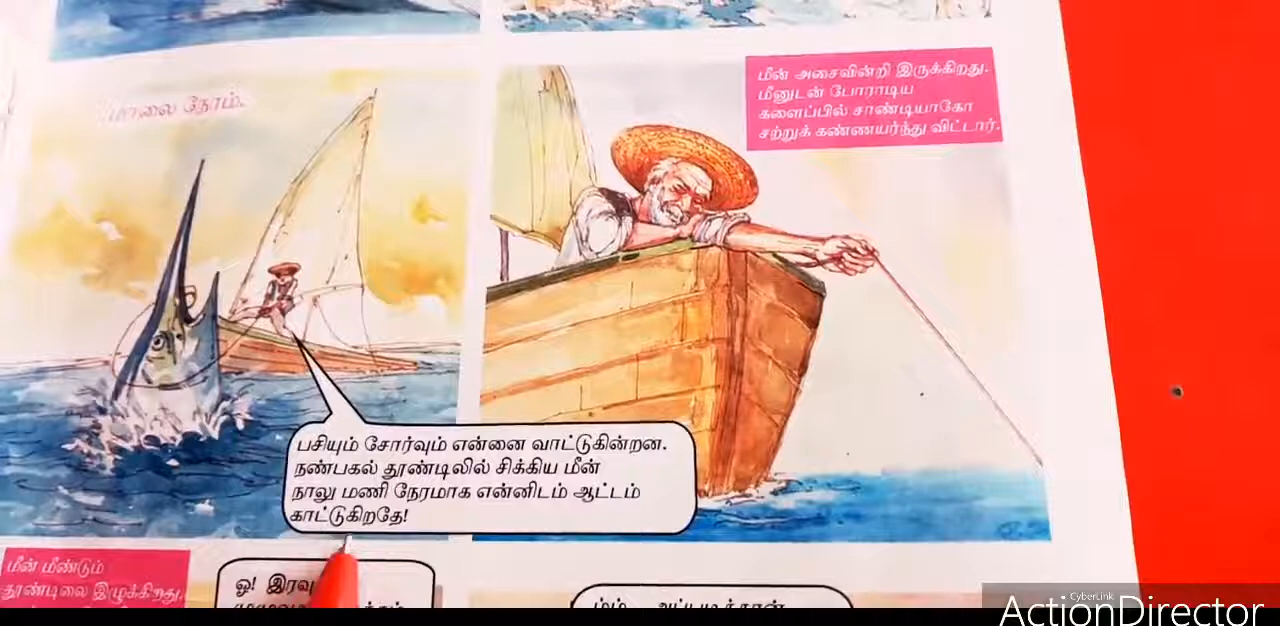 மாலை நேரம்.
மீன் அசைவின்றி இருக்கிறது.
மீனுடன் போராடிய
களைப்பில் சாண்டியாகோ
சற்றுக் கண்ணயர்ந்து விட்டார்.
பசியும் சோர்வும் என்னை வாட்டுகின்றன.
நண்பகல் தூண்டிலில் சிக்கிய மீன்
நாலு மணி நேரமாக என்னிடம் ஆட்டம்
காட்டுகிறதே!
மீன் மீண்டும்
தூண்டிலை இழுக்கிறது.
ஓ! இரவு
CyberLink
ActionDirector